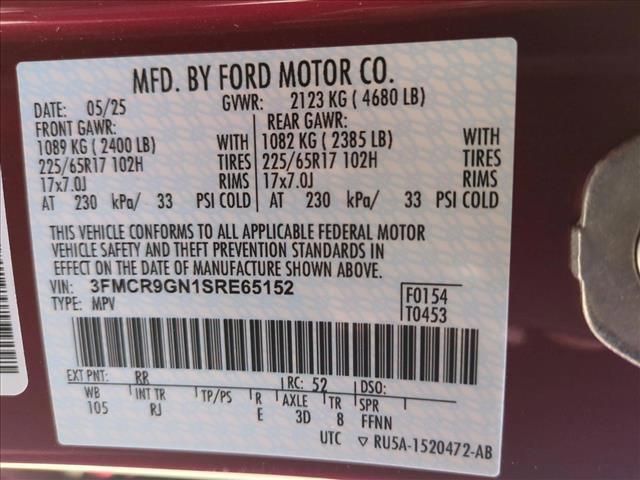 MFD. BY FORD MOTOR CO.
DATE: 05/25 GVWR: 2123 KG ( 4680 LB)
FRONT GAWR: REAR GAWR:
1089 KG ( 2400 LB) WITH 1082 KG ( 2385 LB) WITH
225/65R17 102H TIRES 225/65R17 102H TIRES
17x7.0J RIMS 17x7.0J RIMS
AT 230 kPa/ 33 PSI COLD AT 230 kPa/ 33 PSI COLD
THIS VEHICLE CONFORMS TO ALL APPLICABLE FEDERAL MOTOR
VEHICLE SAFETY AND THEFT PREVENTION STANDARDS IN
EFFECT ON THE DATE OF MANUFACTURE SHOWN ABOVE.
VIN: 3FMCR9GN1SRE65152
TYPE: MPV
F0154
T0453
EXT PNT: RR RC: 52 DSO:
WB INT TR TP/PS R AXLE TR SPR
105 RJ E 3D 8 FFNN
UTC ▽ RU5A-1520472-AB